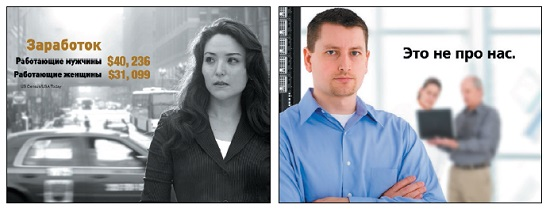 Заработок
Работающие мужчины $40, 236
Работающие женщины $31, 099
Это не про нас.